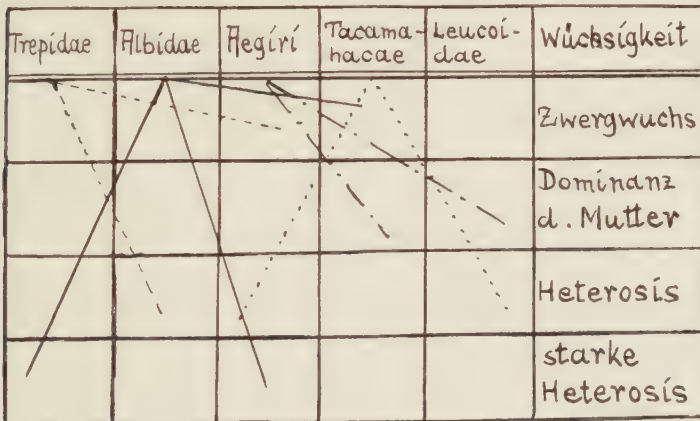 Trepidae Albidae Aegiri Tacama- Leucoi- Wüchsigkeit
hacae dae
Zwergwuchs
Dominanz
d. Mutter
Heterosis
starke
Heterosis